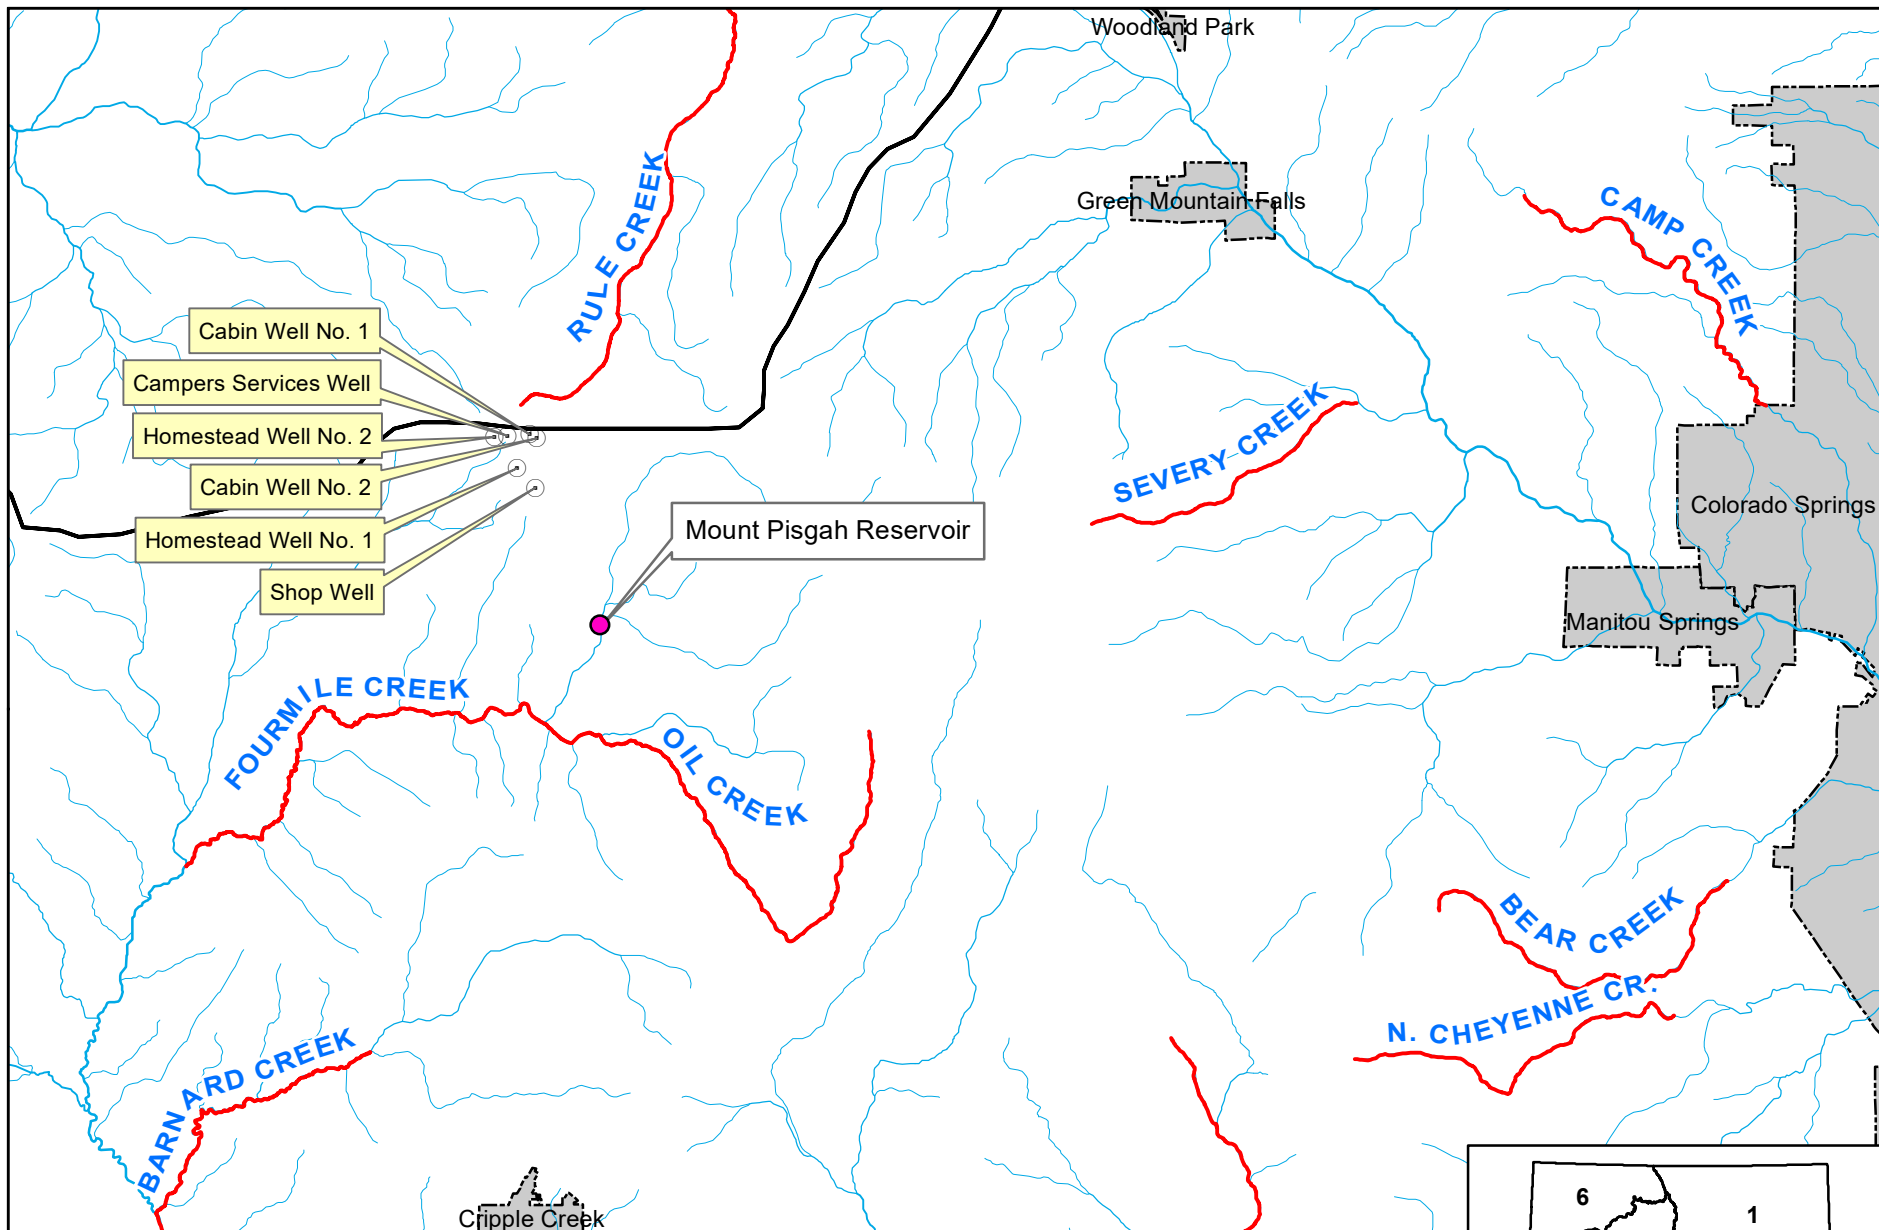 Woodland Park
Green Mountain Falls
RULE CREEK
CAMP CREEK
Cabin Well No. 1
Campers Services Well
Homestead Well No. 2
Cabin Well No. 2
Homestead Well No. 1
Shop Well
SEVERY CREEK
Colorado Springs
Mount Pisgah Reservoir
Manitou Springs
FOURMILE CREEK
OIL CREEK
BEAR CREEK
N. CHEYENNE CR.
BARNARD CREEK
Cripple Creek
6
1